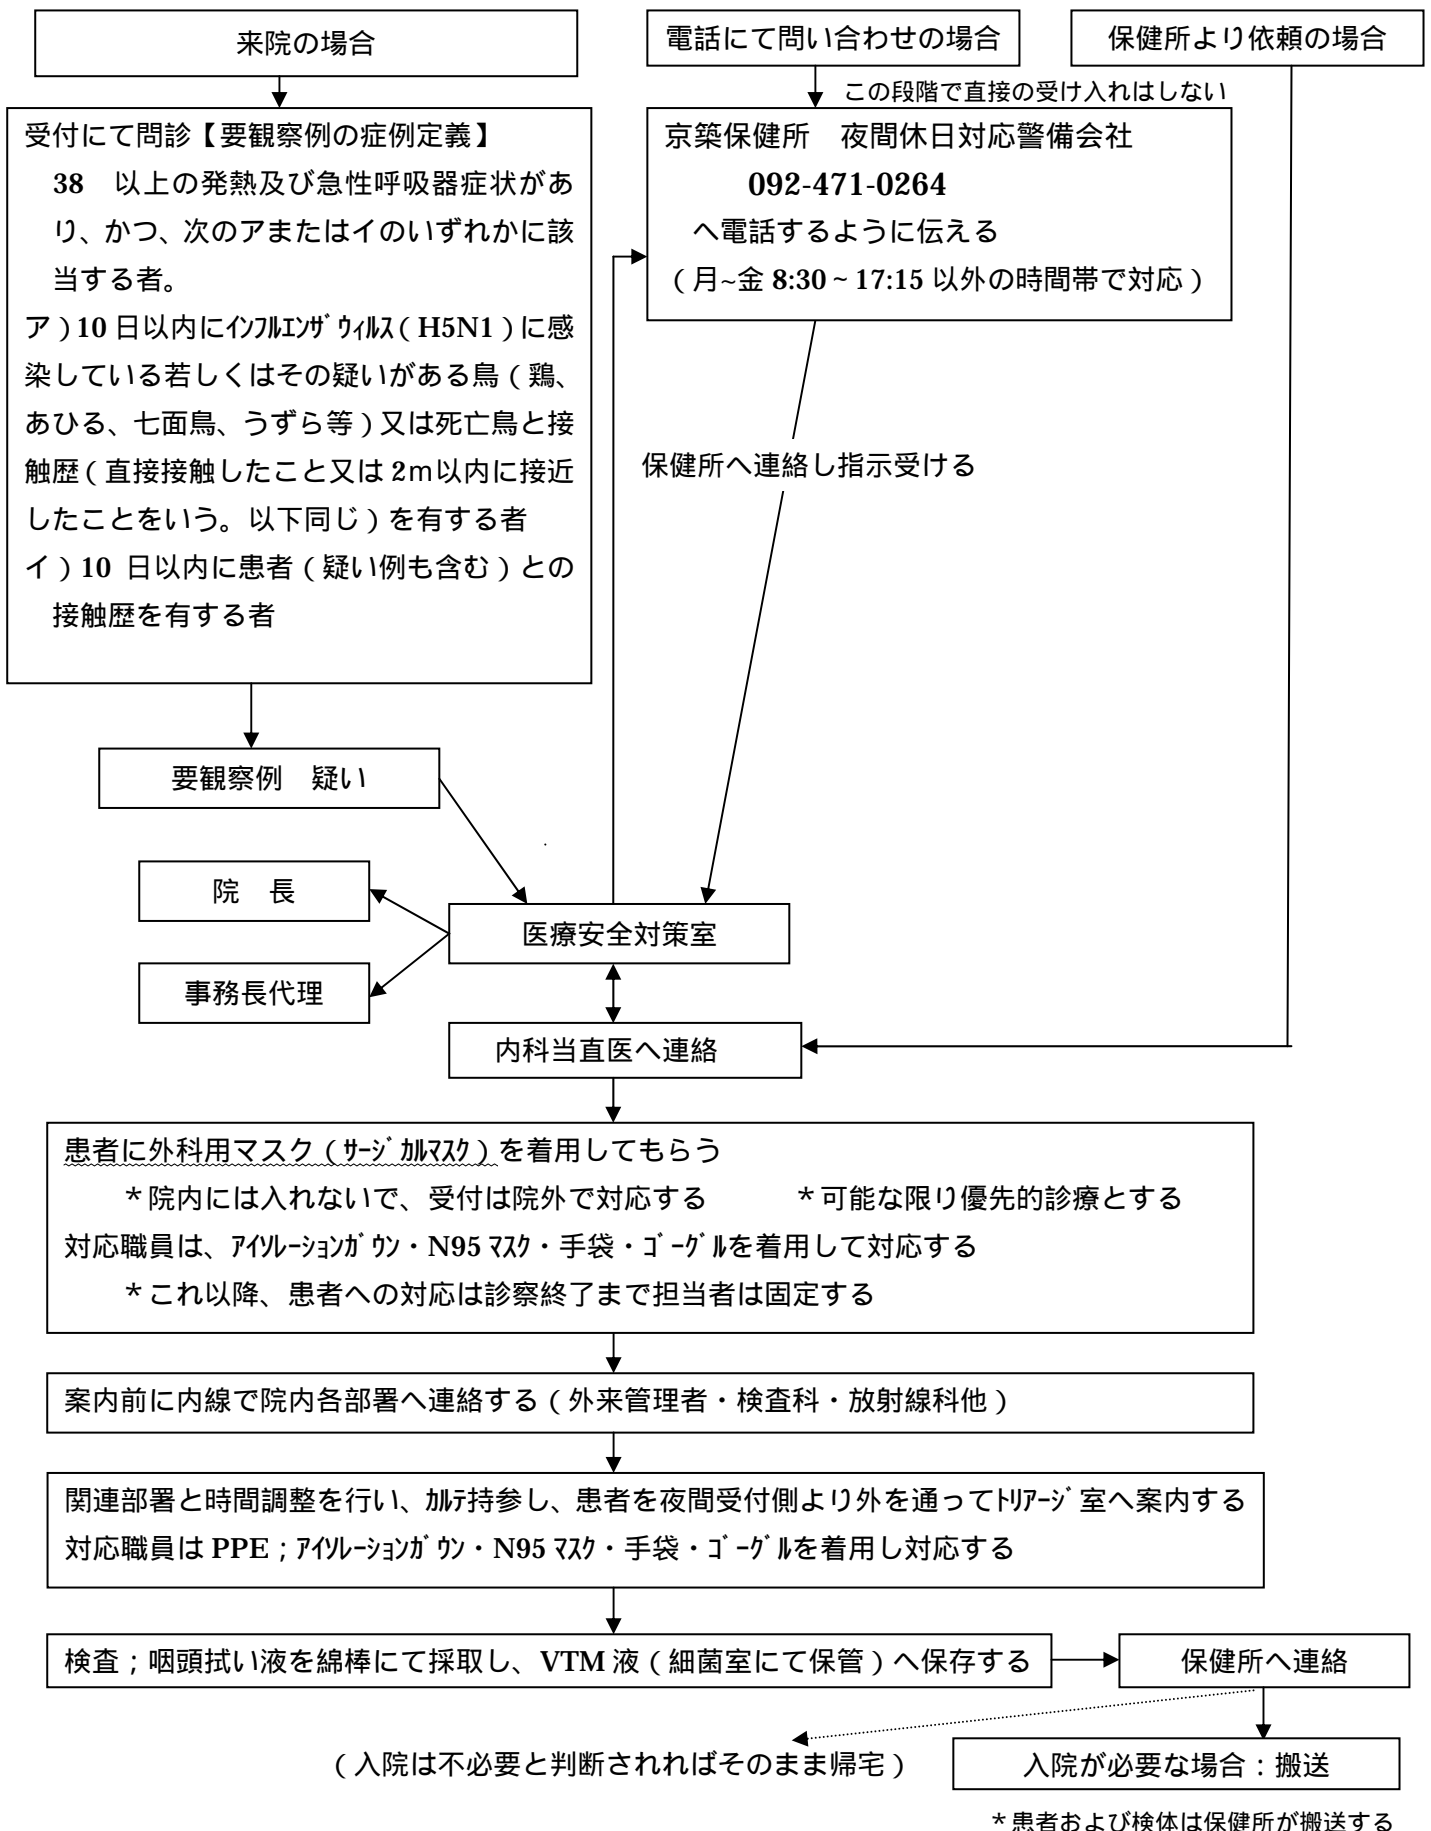 来院の場合
電話にて問い合わせの場合
保健所より依頼の場合
この段階で直接の受け入れはしない
受付にて問診【要観察例の症例定義】
38　以上の発熱及び急性呼吸器症状があ
り、かつ、次のアまたはイのいずれかに該
当する者。
ア）10日以内にｲﾝﾌﾙｴﾝｻﾞｳｨﾙｽ（H5N1）に感
染している若しくはその疑いがある鳥（鶏、
あひる、七面鳥、うずら等）又は死亡鳥と接
触歴（直接接触したこと又は2ｍ以内に接近
したことをいう。以下同じ）を有する者
イ）10 日以内に患者（疑い例も含む）との
接触歴を有する者
京築保健所　夜間休日対応警備会社
092-471-0264
へ電話するように伝える
（月~金 8:30～17:15 以外の時間帯で対応）
保健所へ連絡し指示受ける
要観察例　疑い
院　長
医療安全対策室
事務長代理
内科当直医へ連絡
患者に外科用マスク（ｻｰｼﾞｶﾙﾏｽｸ）を着用してもらう
＊院内には入れないで、受付は院外で対応する　　　＊可能な限り優先的診療とする
対応職員は、ｱｲｿﾚｰｼｮﾝｶﾞｳﾝ・N95ﾏｽｸ・手袋・ｺﾞｰｸﾞﾙを着用して対応する
＊これ以降、患者への対応は診察終了まで担当者は固定する
案内前に内線で院内各部署へ連絡する（外来管理者・検査科・放射線科他）
関連部署と時間調整を行い、ｶﾙﾃ持参し、患者を夜間受付側より外を通ってﾄﾘｱｰｼﾞ室へ案内する
対応職員は PPE；ｱｲｿﾚｰｼｮﾝｶﾞｳﾝ・N95ﾏｽｸ・手袋・ｺﾞｰｸﾞﾙを着用し対応する
検査；咽頭拭い液を綿棒にて採取し、VTM 液（細菌室にて保管）へ保存する
保健所へ連絡
（入院は不必要と判断されればそのまま帰宅）
入院が必要な場合：搬送
＊患者および検体は保健所が搬送する